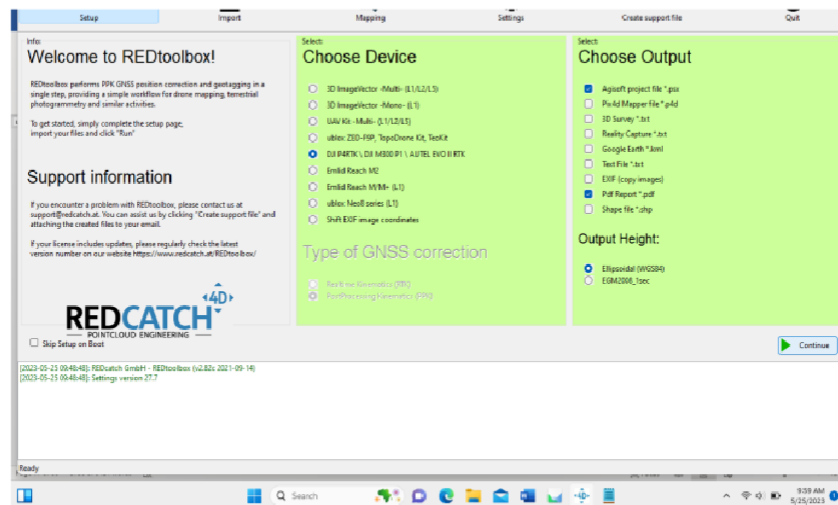 Setup
Import
Mapping
Settings
Create support file
Quit
Info:
Welcome to REDtoolbox!
REDtoolbox performs PPK GNSS position correction and geotagging in a
single step, providing a simple workflow for drone mapping, terrestrial
photogrammetry and similar activities.
To get started, simply complete the setup page,
import your files and click "Run"
Support information
If you encounter a problem with REDtoolbox, please contact us at
support@redcatch.at. You can assist us by clicking "Create support file" and
attaching the created files to your email.
If your license includes updates, please regularly check the latest
version number on our website https://www.redcatch.at/REDtoolbox/
4D
REDCATCH
POINTCLOUD ENGINEERING
Skip Setup on Boot
Select:
Choose Device
3D ImageVector -Multi- (L1/L2/L5)
3D ImageVector -Mono- (L1)
UAV Kit - Multi- (L1/L2/L5)
ublox ZED-F9P, TopoDrone Kit, TeoKit
DJI P4RTK \ DJI M300 P1 \ AUTEL EVO II RTK
Emlid Reach M2
Emlid Reach M/M+ (L1)
ublox Neo8 series (L1)
Shift EXIF image coordinates
Type of GNSS correction
Realtime Kinematics (RTK)
PostProcessing Kinematics (PPK)
Select:
Choose Output
Agisoft project file *.psx
Pix4d Mapper file *.p4d
3D Survey *.txt
Reality Capture *.txt
Google Earth *.kml
Text File *.txt
EXIF (copy images)
Pdf Report *.pdf
Shape file *.shp
Output Height:
Ellipsoidal (WGS84)
EGM2008_1sec
Continue
[2023-05-25 09:48:48]: REDcatch GmbH - REDtoolbox (v2.82c 2021-09-14)
[2023-05-25 09:48:48]: Settings version 27.7
Ready
Search
9:59 AM
5/25/2023